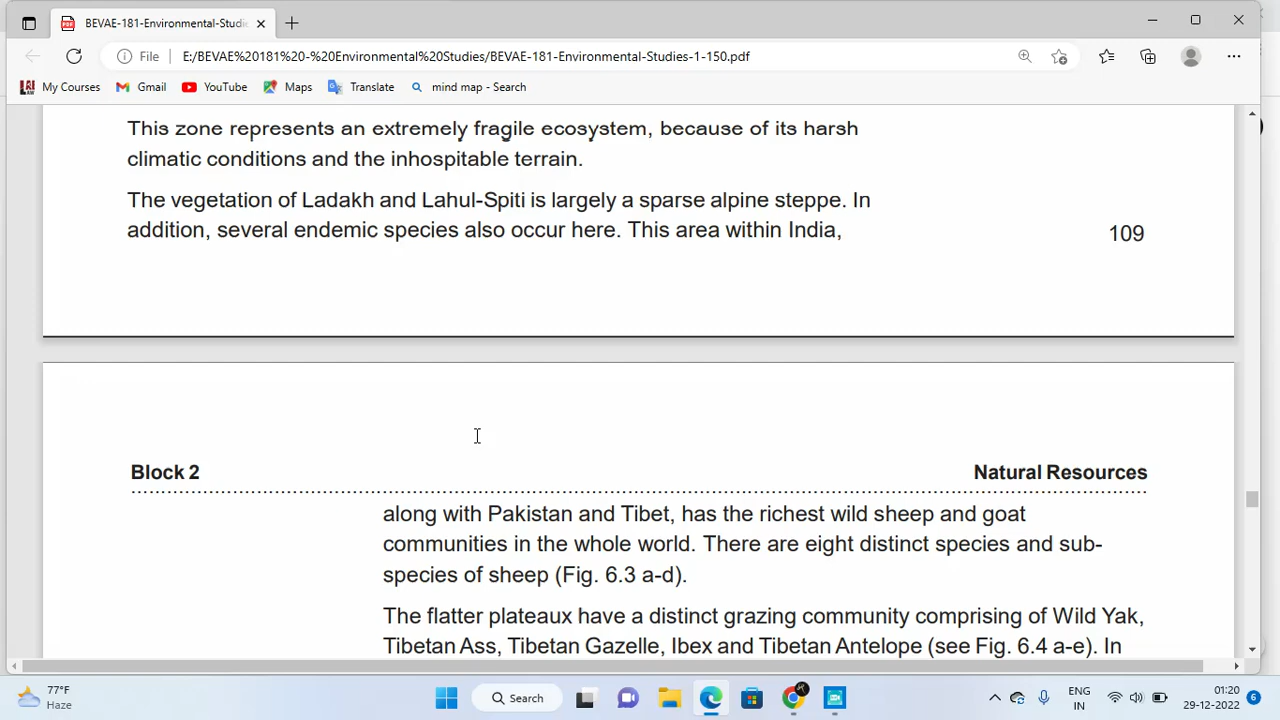 BEVAE-181-Environmental-Studi
File
E:/BEVAE%20181%20-%20Environmental%20Studies/BEVAE-181-Environmental-Studies-1-150.pdf
My Courses
Gmail
YouTube
Maps
Translate
mind map - Search
This zone represents an extremely fragile ecosystem, because of its harsh
climatic conditions and the inhospitable terrain.
The vegetation of Ladakh and Lahul-Spiti is largely a sparse alpine steppe. In
addition, several endemic species also occur here. This area within India,
109
Block 2
Natural Resources
along with Pakistan and Tibet, has the richest wild sheep and goat
communities in the whole world. There are eight distinct species and sub-
species of sheep (Fig. 6.3 a-d).
The flatter plateaux have a distinct grazing community comprising of Wild Yak,
Tibetan Ass, Tibetan Gazelle, Ibex and Tibetan Antelope (see Fig. 6.4 a-e). In
77°F
Haze
Search
ENG
IN
01:20
29-12-2022
6